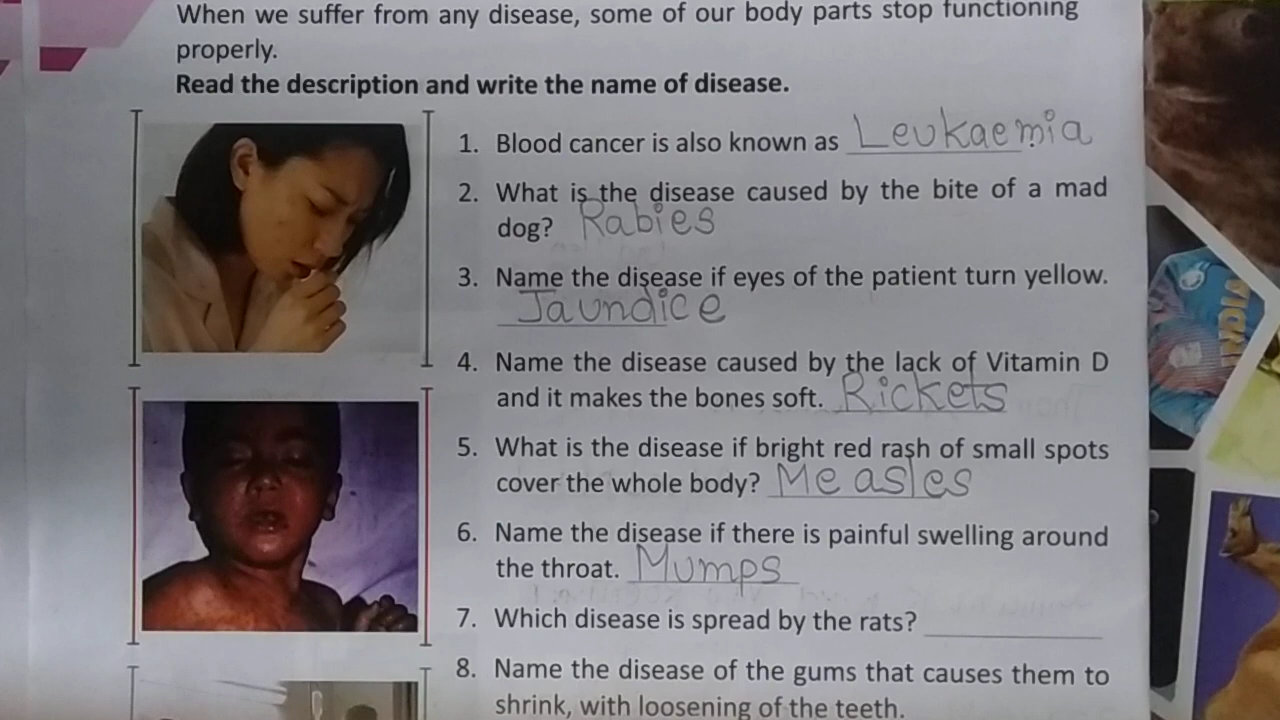 When we suffer from any disease, some of our body parts stop functioning
properly.
Read the description and write the name of disease.
1. Blood cancer is also known as Leukaemia
2. What is the disease caused by the bite of a mad
dog? Rabies
3. Name the disease if eyes of the patient turn yellow.
Jaundice
4. Name the disease caused by the lack of Vitamin D
and it makes the bones soft. Rickets
5. What is the disease if bright red rash of small spots
cover the whole body? Measles
6. Name the disease if there is painful swelling around
the throat. Mumps
7. Which disease is spread by the rats?
8. Name the disease of the gums that causes them to
shrink, with loosening of the teeth.